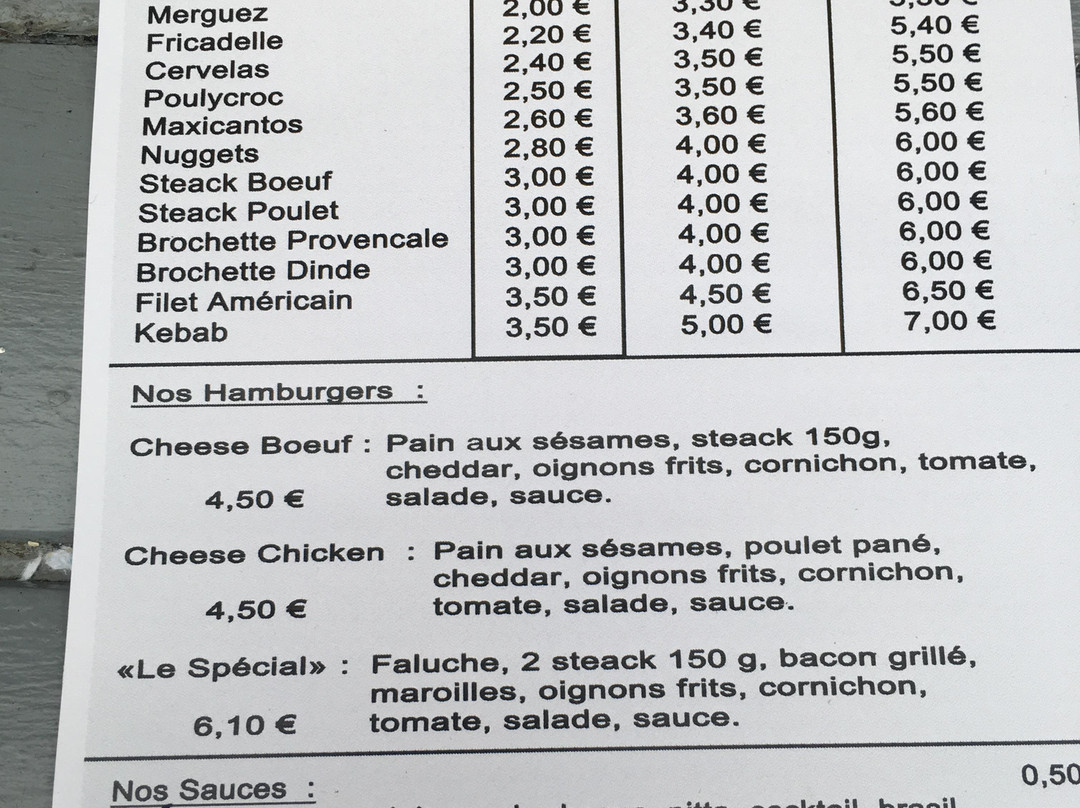 Merguez 2,00 € 3,30 €
Fricadelle 2,20 € 3,40 € 5,40 €
Cervelas 2,40 € 3,50 € 5,50 €
Poulycroc 2,50 € 3,50 € 5,50 €
Maxicantos 2,60 € 3,60 € 5,60 €
Nuggets 2,80 € 4,00 € 6,00 €
Steack Boeuf 3,00 € 4,00 € 6,00 €
Steack Poulet 3,00 € 4,00 € 6,00 €
Brochette Provencale 3,00 € 4,00 € 6,00 €
Brochette Dinde 3,00 € 4,00 € 6,00 €
Filet Américain 3,50 € 4,50 € 6,50 €
Kebab 3,50 € 5,00 € 7,00 €
Nos Hamburgers :
Cheese Boeuf : Pain aux sésames, steack 150g,
cheddar, oignons frits, cornichon, tomate,
4,50 € salade, sauce.
Cheese Chicken : Pain aux sésames, poulet pané,
cheddar, oignons frits, cornichon,
4,50 € tomate, salade, sauce.
«Le Spécial» : Faluche, 2 steack 150 g, bacon grillé,
maroilles, oignons frits, cornichon,
6,10 € tomate, salade, sauce.
Nos Sauces : 0,50
cocktail